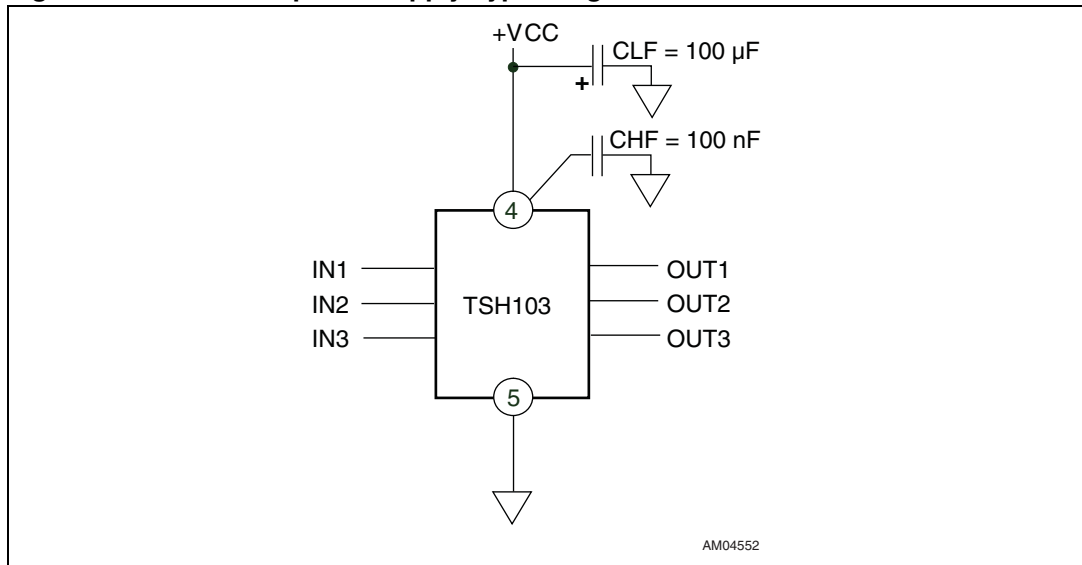 +VCC
CLF = 100 µF
+
CHF = 100 nF
4
IN1
OUT1
IN2
TSH103
OUT2
IN3
OUT3
5
AM04552